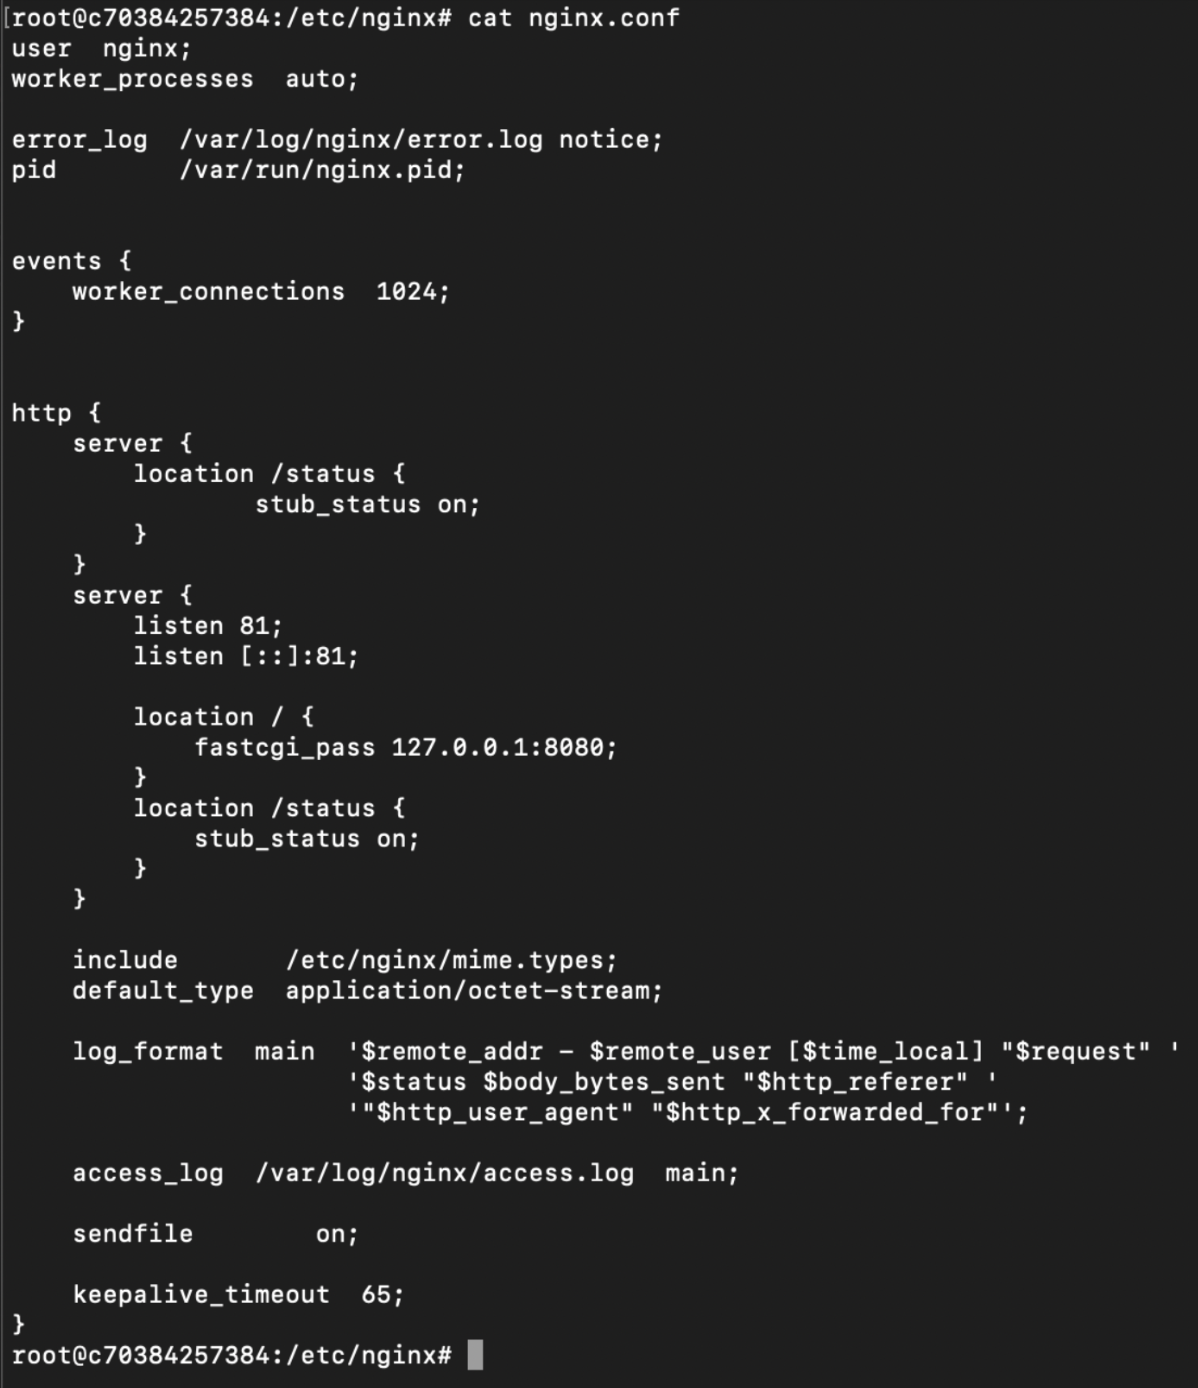 [root@c70384257384:/etc/nginx# cat nginx.conf
user  nginx;
worker_processes  auto;

error_log  /var/log/nginx/error.log notice;
pid        /var/run/nginx.pid;


events {
    worker_connections  1024;
}


http {
    server {
        location /status {
                stub_status on;
        }
    }
    server {
        listen 81;
        listen [::]:81;

        location / {
            fastcgi_pass 127.0.0.1:8080;
        }
        location /status {
            stub_status on;
        }
    }

    include       /etc/nginx/mime.types;
    default_type  application/octet-stream;

    log_format  main  '$remote_addr - $remote_user [$time_local] "$request" '
                      '$status $body_bytes_sent "$http_referer" '
                      '"$http_user_agent" "$http_x_forwarded_for"';

    access_log  /var/log/nginx/access.log  main;

    sendfile        on;

    keepalive_timeout  65;
}
root@c70384257384:/etc/nginx#